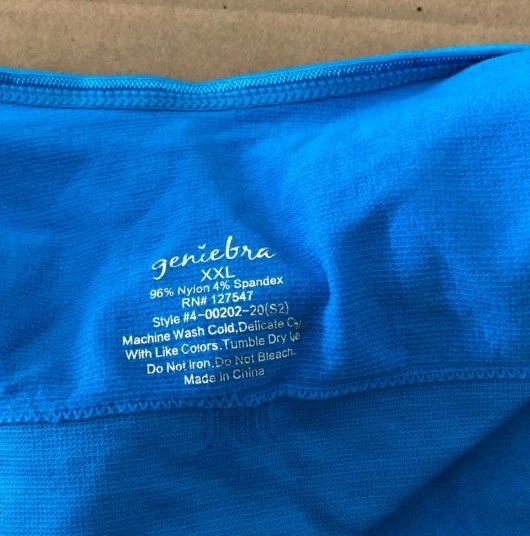 geniebra
XXL
96% Nylon 4% Spandex
RN# 127547
Style #4-00202-20(S2)
Machine Wash Cold,Delicate
With Like Colors.Tumble Dry
Do Not Iron.Do Not Bleach.
Made in China